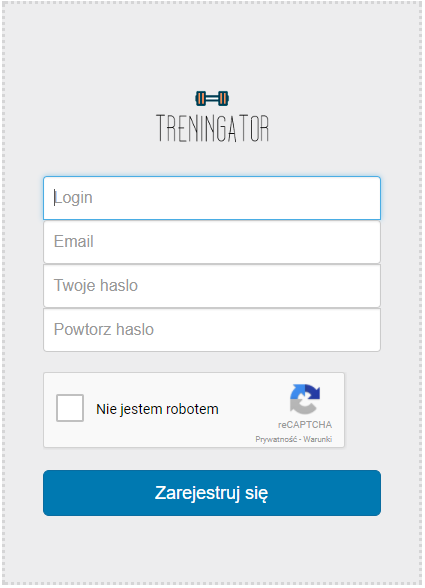 TRENINGATOR
Login
Email
Twoje haslo
Powtorz haslo
Nie jestem robotem
reCAPTCHA
Prywatność - Warunki
Zarejestruj się